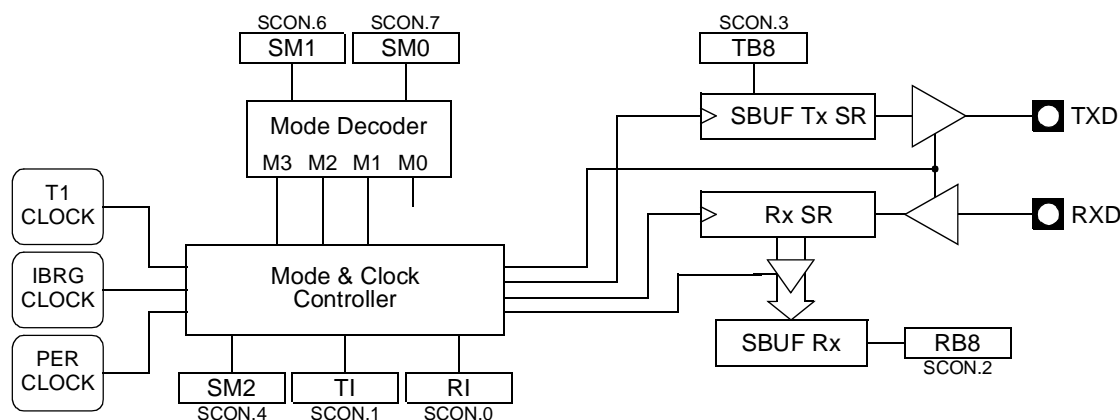 SCON.6
SCON.7
SCON.3
SM1
SM0
TB8
Mode Decoder
M3
M2
M1
M0
SBUF Tx SR
TXD
T1
CLOCK
Rx SR
RXD
IBRG
CLOCK
Mode & Clock
Controller
PER
CLOCK
SBUF Rx
RB8
SCON.2
SM2
TI
RI
SCON.4
SCON.1
SCON.0